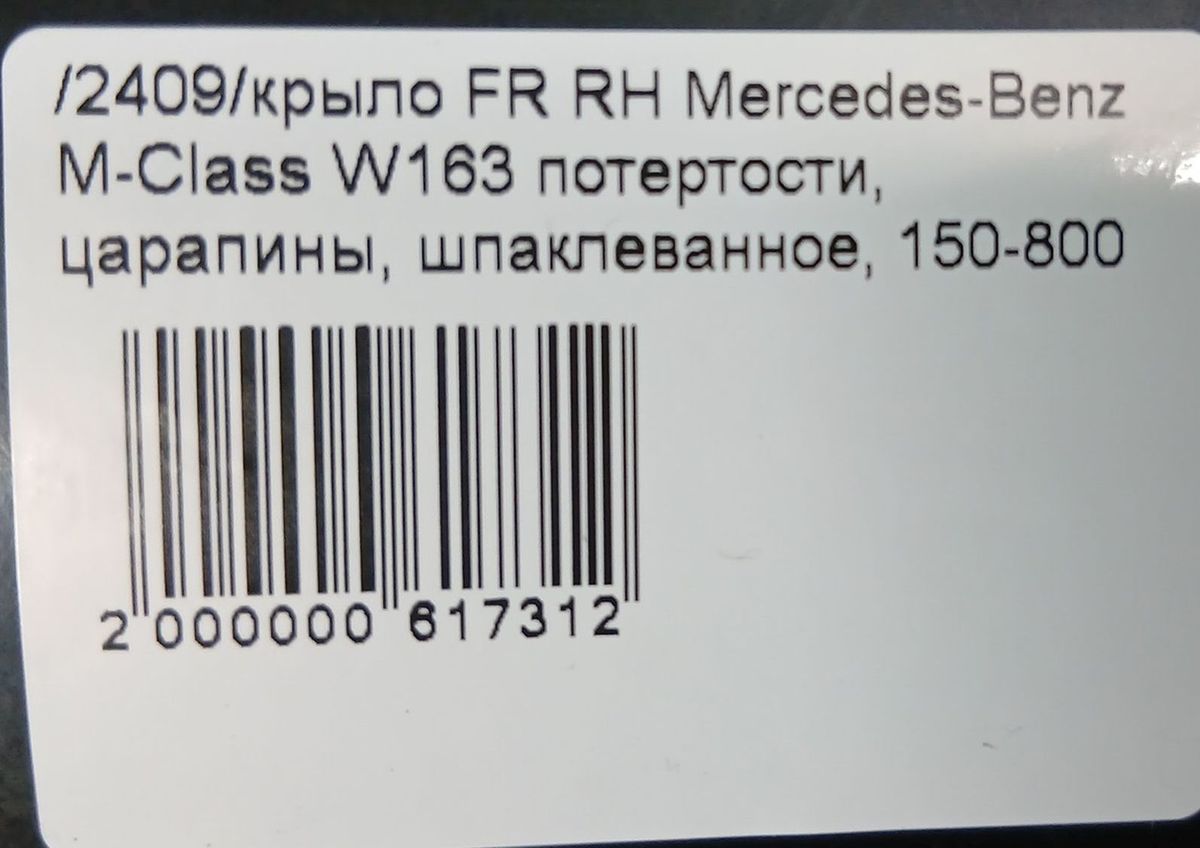 /2409/крыло FR RH Mercedes-Benz
M-Class W163 потертости,
царапины, шпаклеванное, 150-800
2 000000 617312